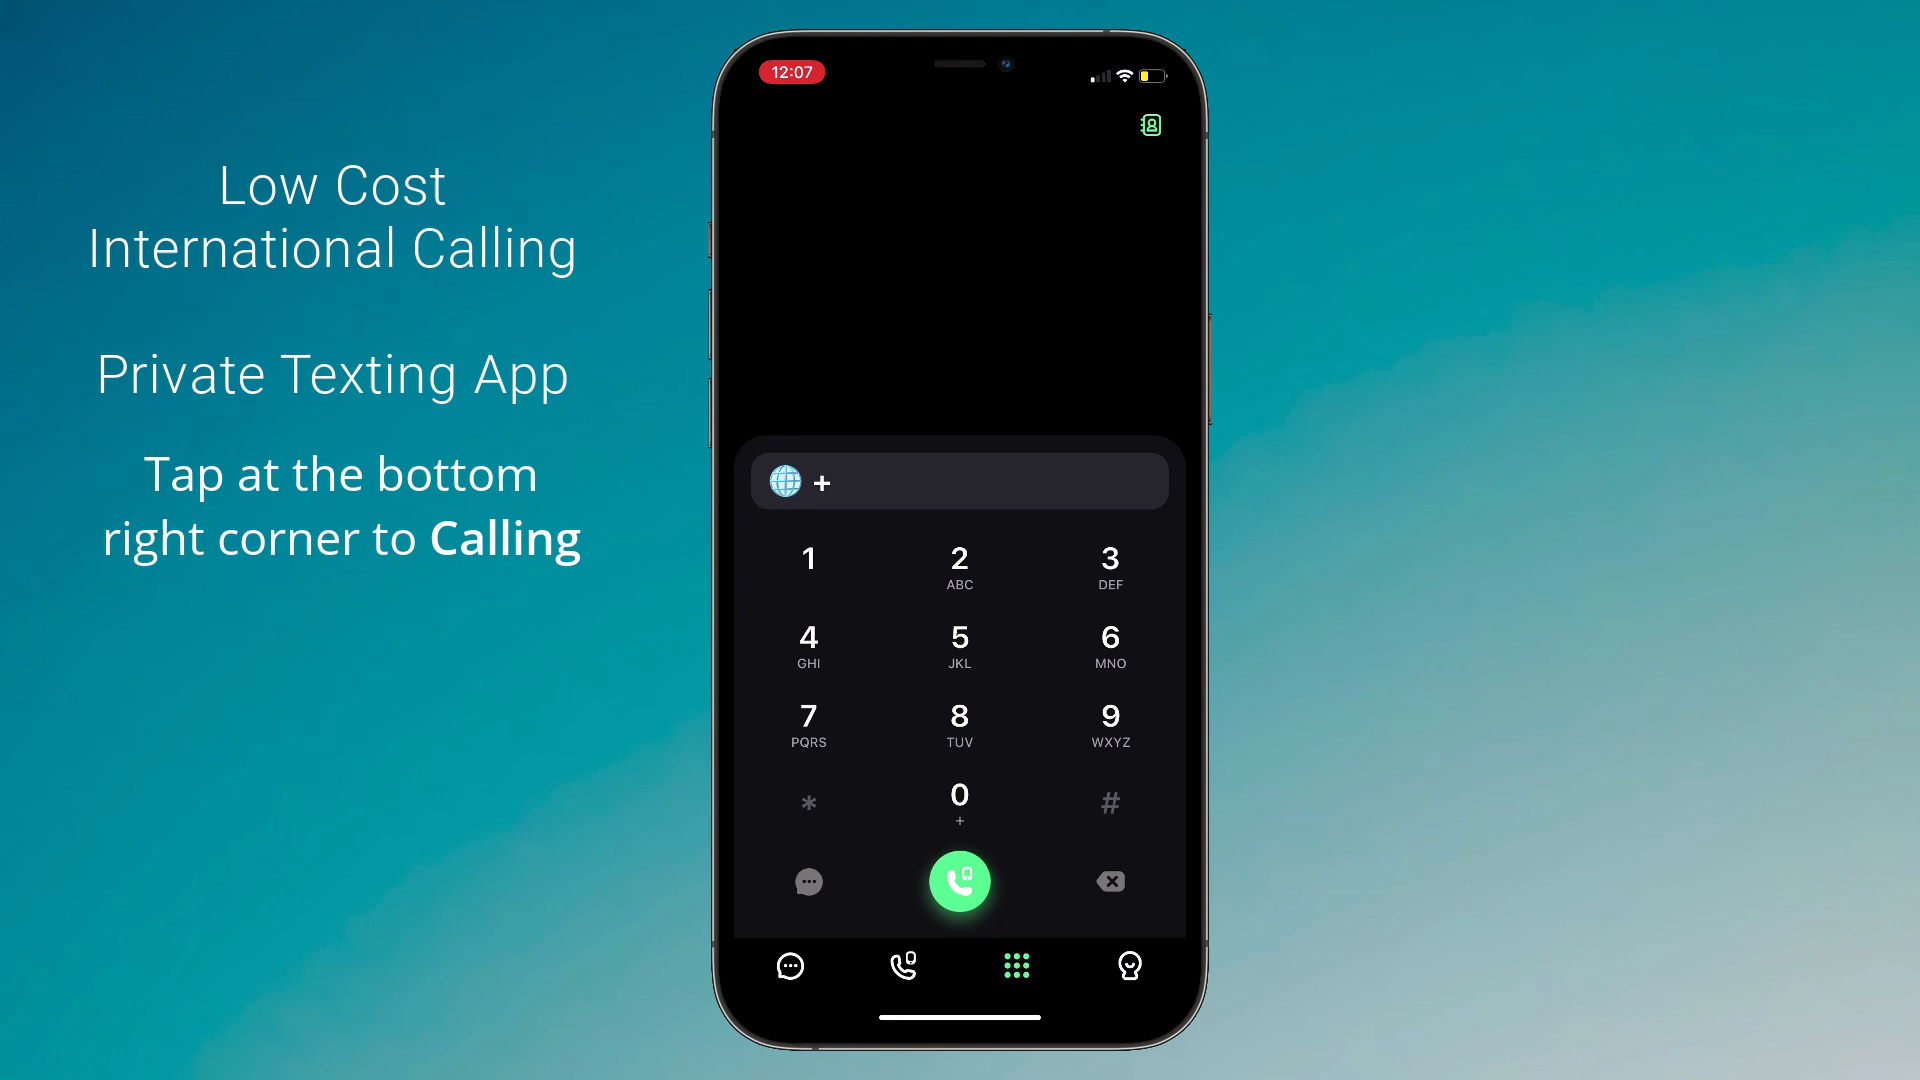 Low Cost
International Calling
Private Texting App
Tap at the bottom
right corner to Calling
12:07
+
1
2
ABC
3
DEF
4
GHI
5
JKL
6
MNO
7
PQRS
8
TUV
9
WXYZ
*
0
+
#